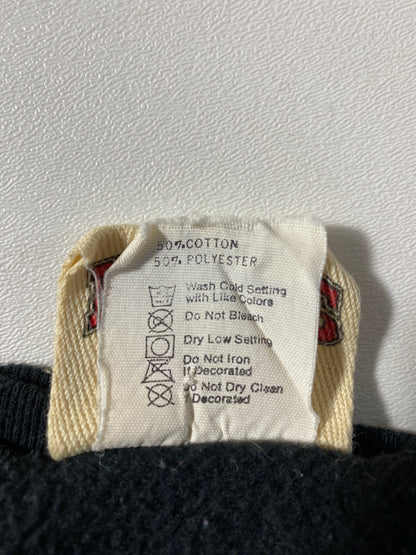 50% COTTON
50% POLYESTER
Wash Cold Setting
with Like Colors
Do Not Bleach
Dry Low Setting
Do Not Iron
If Decorated
Do Not Dry Clean
if Decorated